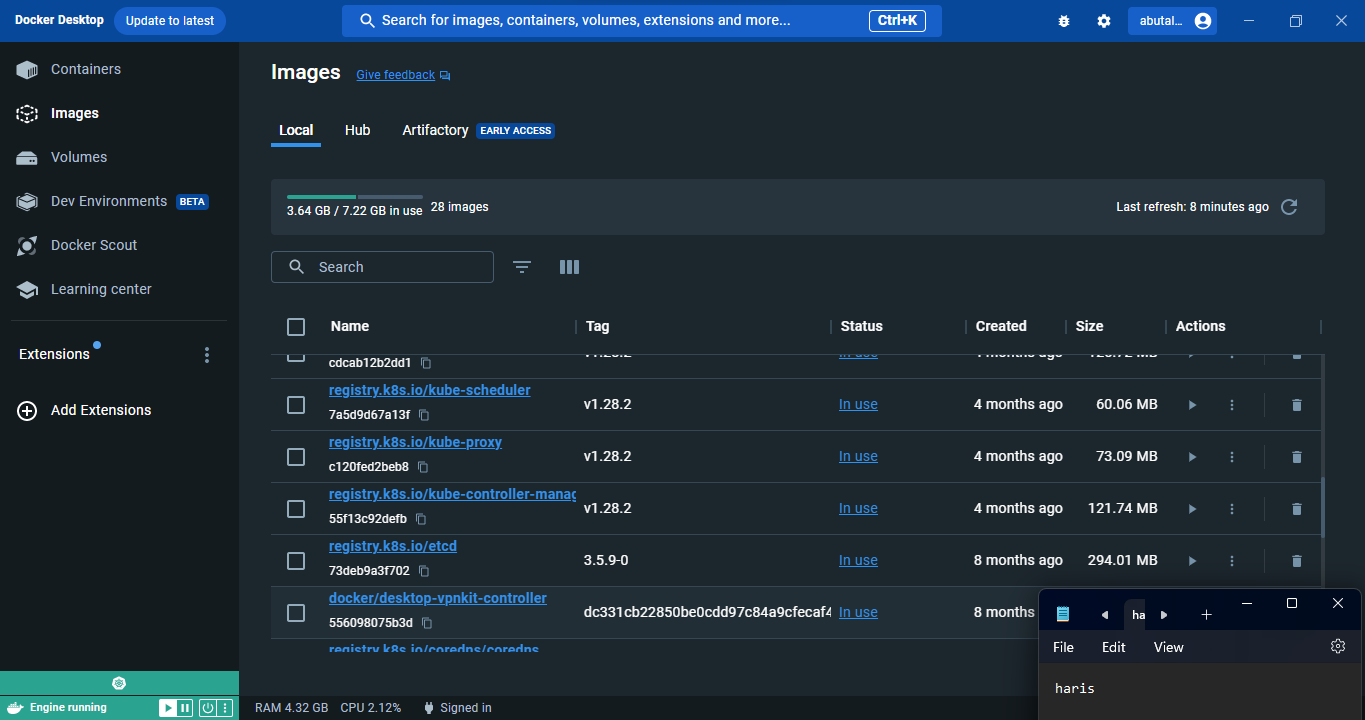 Docker Desktop Update to latest Search for images, containers, volumes, extensions and more... Ctrl+K abutal...
Containers
Images
Volumes
Dev Environments BETA
Docker Scout
Learning center
Extensions
Add Extensions
Images Give feedback
Local Hub Artifactory EARLY ACCESS
3.64 GB / 7.22 GB in use 28 images Last refresh: 8 minutes ago
Search
Name Tag Status Created Size Actions
cdcab12b2dd1 In use
registry.k8s.io/kube-scheduler
7a5d9d67a13f v1.28.2 In use 4 months ago 60.06 MB
registry.k8s.io/kube-proxy
c120fed2beb8 v1.28.2 In use 4 months ago 73.09 MB
registry.k8s.io/kube-controller-manag
55f13c92defb v1.28.2 In use 4 months ago 121.74 MB
registry.k8s.io/etcd
73deb9a3f702 3.5.9-0 In use 8 months ago 294.01 MB
docker/desktop-vpnkit-controller
556098075b3d dc331cb22850be0cdd97c84a9cfecaf4 In use 8 months
registry.k8s.io/coredns/coredns
ha
File Edit View
haris
Engine running RAM 4.32 GB CPU 2.12% Signed in